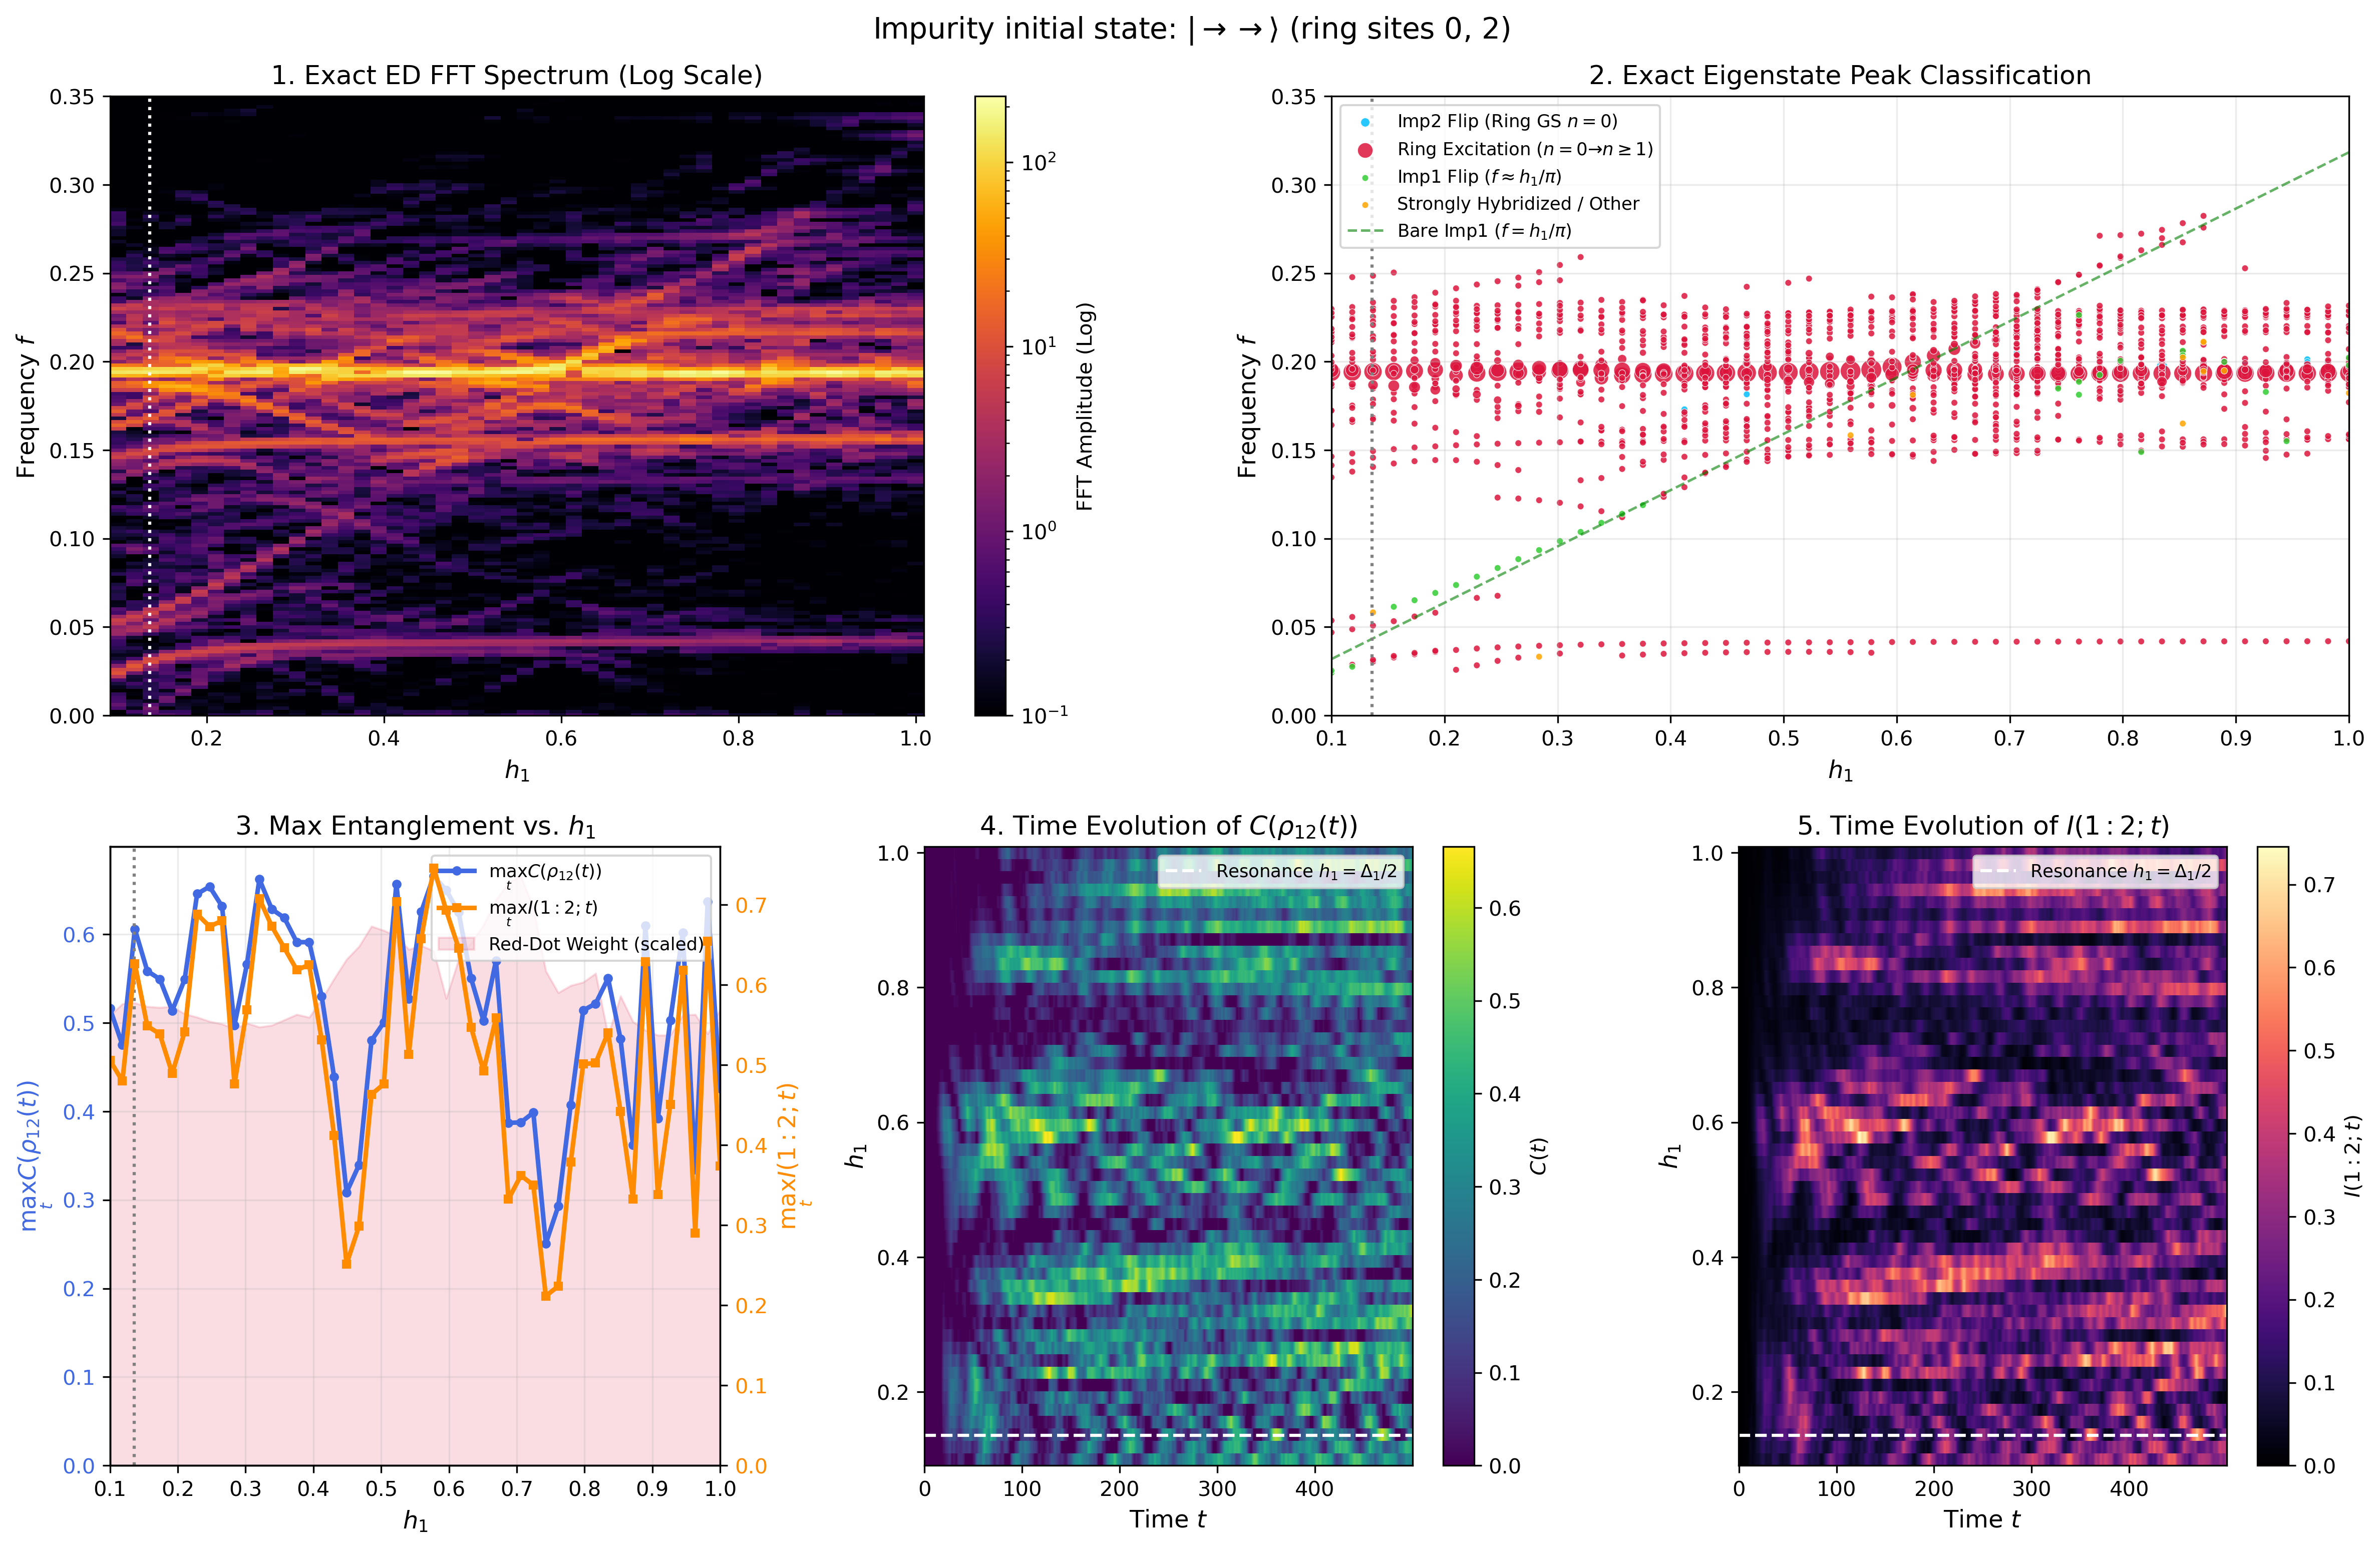 Impurity initial state: |→→⟩ (ring sites 0, 2)
1. Exact ED FFT Spectrum (Log Scale)
0.35
0.30
0.25
0.20
0.15
0.10
0.05
0.00
Frequency f
0.2
0.4
0.6
0.8
1.0
h₁
10²
10¹
10⁰
10⁻¹
FFT Amplitude (Log)
2. Exact Eigenstate Peak Classification
Imp2 Flip (Ring GS n = 0)
Ring Excitation (n = 0→n ≥ 1)
Imp1 Flip (f ≈ h₁/π)
Strongly Hybridized / Other
Bare Imp1 (f = h₁/π)
0.35
0.30
0.25
0.20
0.15
0.10
0.05
0.00
Frequency f
0.1
0.2
0.3
0.4
0.5
0.6
0.7
0.8
0.9
1.0
h₁
3. Max Entanglement vs. h₁
max C(ρ₁₂(t))
t
max I(1 : 2; t)
t
Red-Dot Weight (scaled)
0.6
0.5
0.4
0.3
0.2
0.1
0.0
max C(ρ₁₂(t))
t
0.7
0.6
0.5
0.4
0.3
0.2
0.1
0.0
max I(1 : 2; t)
t
0.1
0.2
0.3
0.4
0.5
0.6
0.7
0.8
0.9
1.0
h₁
4. Time Evolution of C(ρ₁₂(t))
Resonance h₁ = Δ₁/2
1.0
0.8
0.6
0.4
0.2
h₁
0
100
200
300
400
Time t
0.6
0.5
0.4
0.3
0.2
0.1
0.0
C(t)
5. Time Evolution of I(1 : 2; t)
Resonance h₁ = Δ₁/2
1.0
0.8
0.6
0.4
0.2
h₁
0
100
200
300
400
Time t
0.7
0.6
0.5
0.4
0.3
0.2
0.1
0.0
I(1 : 2; t)